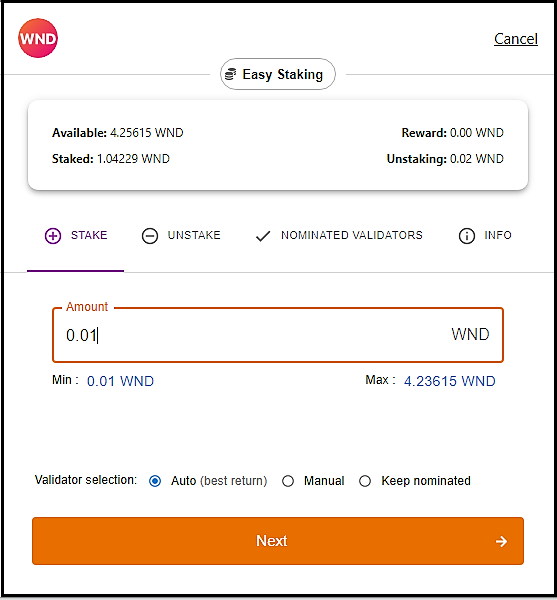 WND
Cancel
Easy Staking
Available: 4.25615 WND
Reward: 0.00 WND
Staked: 1.04229 WND
Unstaking: 0.02 WND
STAKE
UNSTAKE
NOMINATED VALIDATORS
INFO
Amount
0.01
WND
Min : 0.01 WND
Max : 4.23615 WND
Validator selection: Auto (best return) Manual Keep nominated
Next